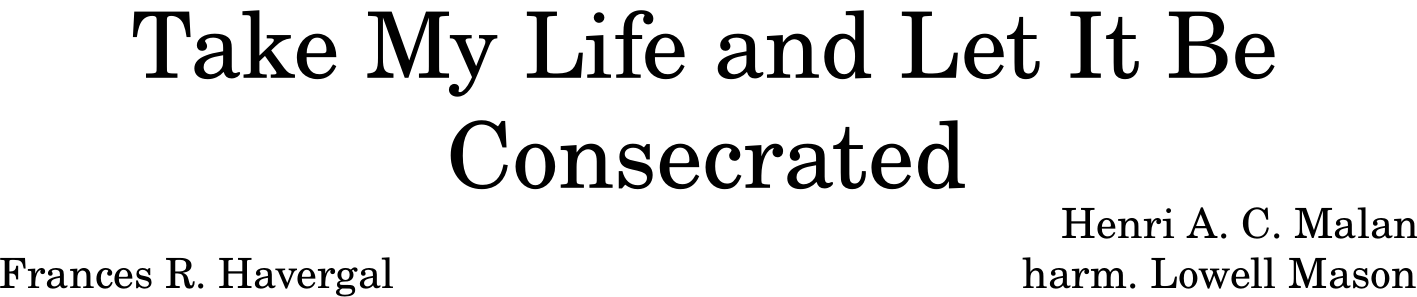 Take My Life and Let It Be
Consecrated
Henri A. C. Malan
Frances R. Havergal
harm. Lowell Mason